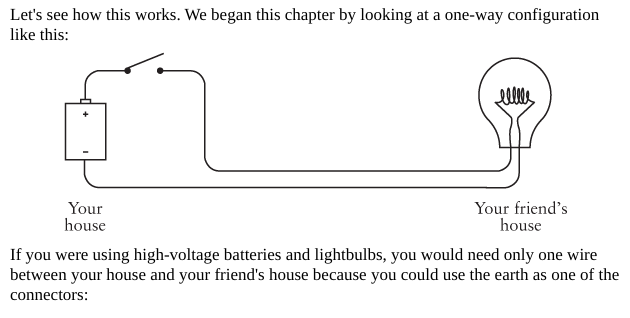 Let's see how this works. We began this chapter by looking at a one-way configuration
like this:
+
−
Your
house
Your friend's
house
If you were using high-voltage batteries and lightbulbs, you would need only one wire
between your house and your friend's house because you could use the earth as one of the
connectors: